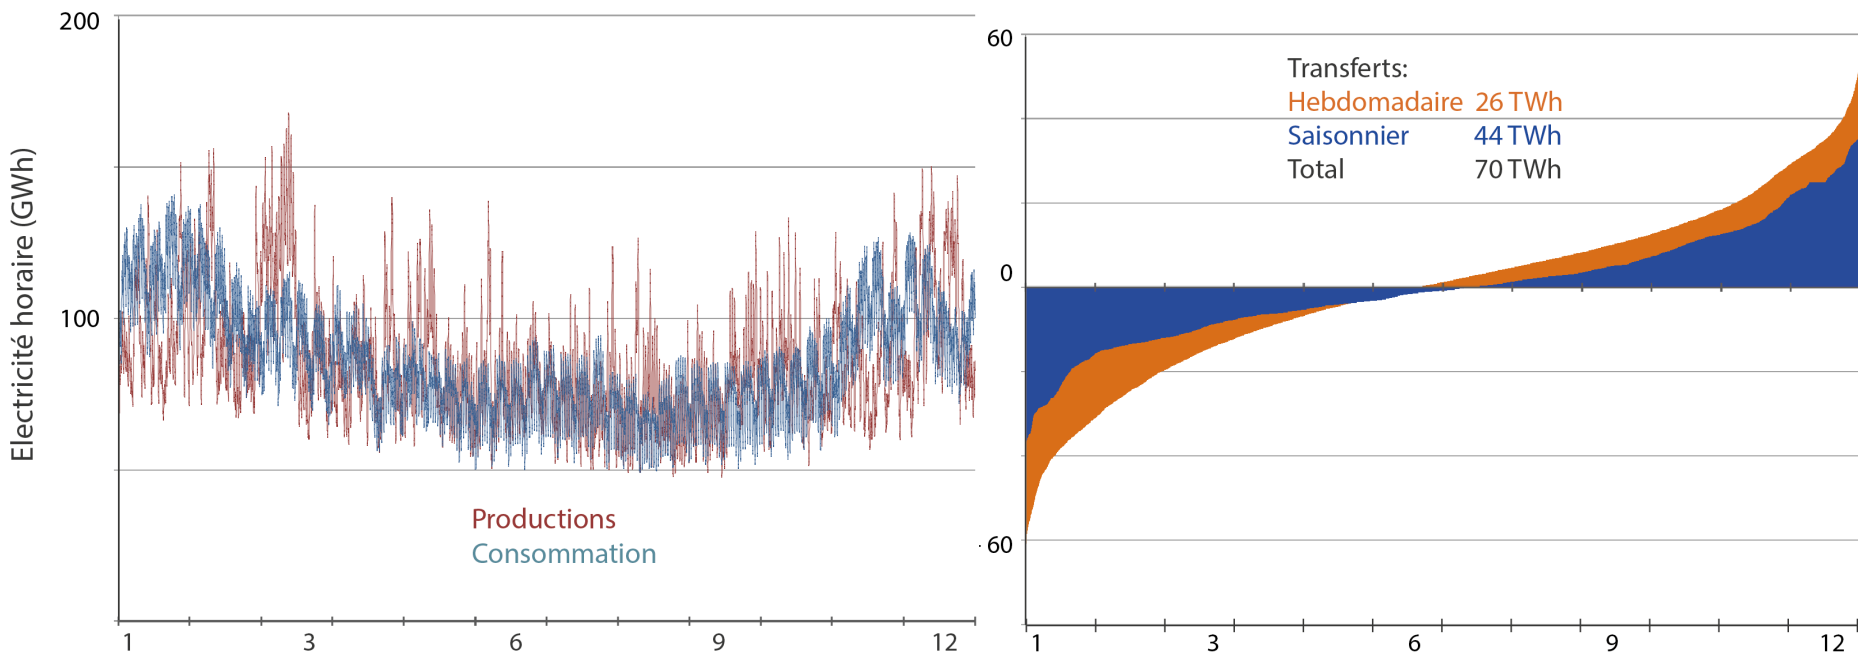 200
100
Electricité horaire (GWh)
Productions
Consommation
1 3 6 9 12
60
0
- 60
Transferts:
Hebdomadaire 26 TWh
Saisonnier 44 TWh
Total 70 TWh
1 3 6 9 12